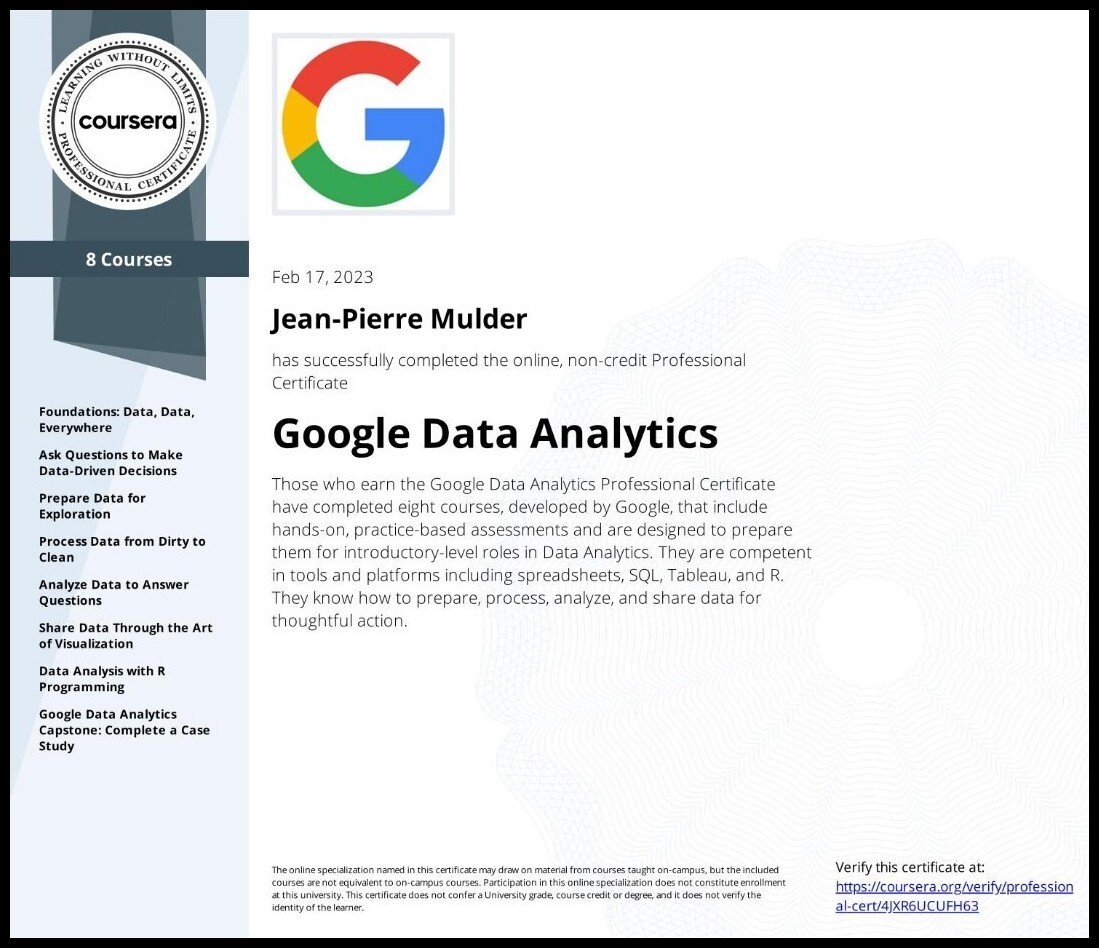 LEARNING WITHOUT LIMITS
coursera
PROFESSIONAL CERTIFICATE
8 Courses
Foundations: Data, Data,
Everywhere
Ask Questions to Make
Data-Driven Decisions
Prepare Data for
Exploration
Process Data from Dirty to
Clean
Analyze Data to Answer
Questions
Share Data Through the Art
of Visualization
Data Analysis with R
Programming
Google Data Analytics
Capstone: Complete a Case
Study
G
Feb 17, 2023
Jean-Pierre Mulder
has successfully completed the online, non-credit Professional
Certificate
Google Data Analytics
Those who earn the Google Data Analytics Professional Certificate
have completed eight courses, developed by Google, that include
hands-on, practice-based assessments and are designed to prepare
them for introductory-level roles in Data Analytics. They are competent
in tools and platforms including spreadsheets, SQL, Tableau, and R.
They know how to prepare, process, analyze, and share data for
thoughtful action.
The online specialization named in this certificate may draw on material from courses taught on-campus, but the included
courses are not equivalent to on-campus courses. Participation in this online specialization does not constitute enrollment
at this university. This certificate does not confer a University grade, course credit or degree, and it does not verify the
identity of the learner.
Verify this certificate at:
https://coursera.org/verify/profession
al-cert/4JXR6UCUFH63